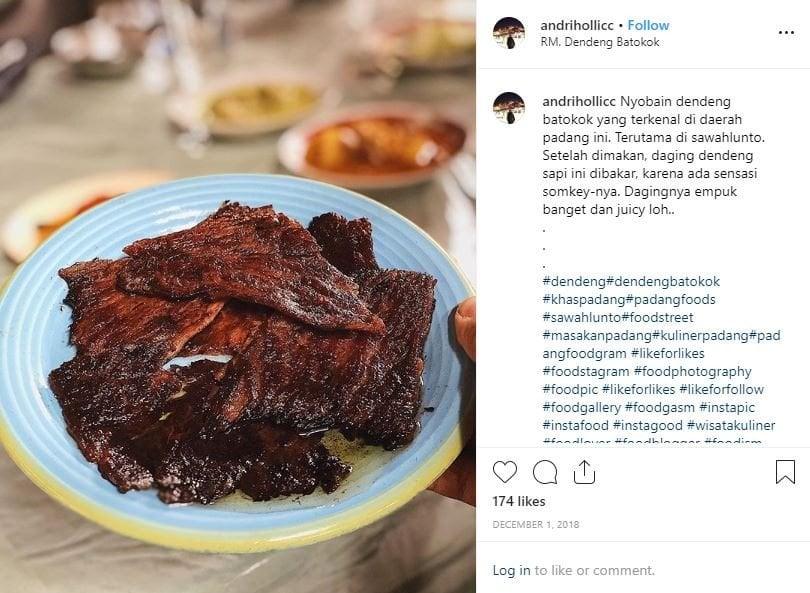 andrihollicc • Follow
RM. Dendeng Batokok
andrihollicc Nyobain dendeng
batokok yang terkenal di daerah
padang ini. Terutama di sawahlunto.
Setelah dimakan, daging dendeng
sapi ini dibakar, karena ada sensasi
somkey-nya. Dagingnya empuk
banget dan juicy loh..
.
.
.
#dendeng#dendengbatokok
#khaspadang#padangfoods
#sawahlunto#foodstreet
#masakanpadang#kulinerpadang#pad
angfoodgram #likeforlikes
#foodstagram #foodphotography
#foodpic #likeforlikes #likeforfollow
#foodgallery #foodgasm #instapic
#instafood #instagood #wisatakuliner
#foodlover #foodblogger #foodism
174 likes
DECEMBER 1, 2018
Log in to like or comment.